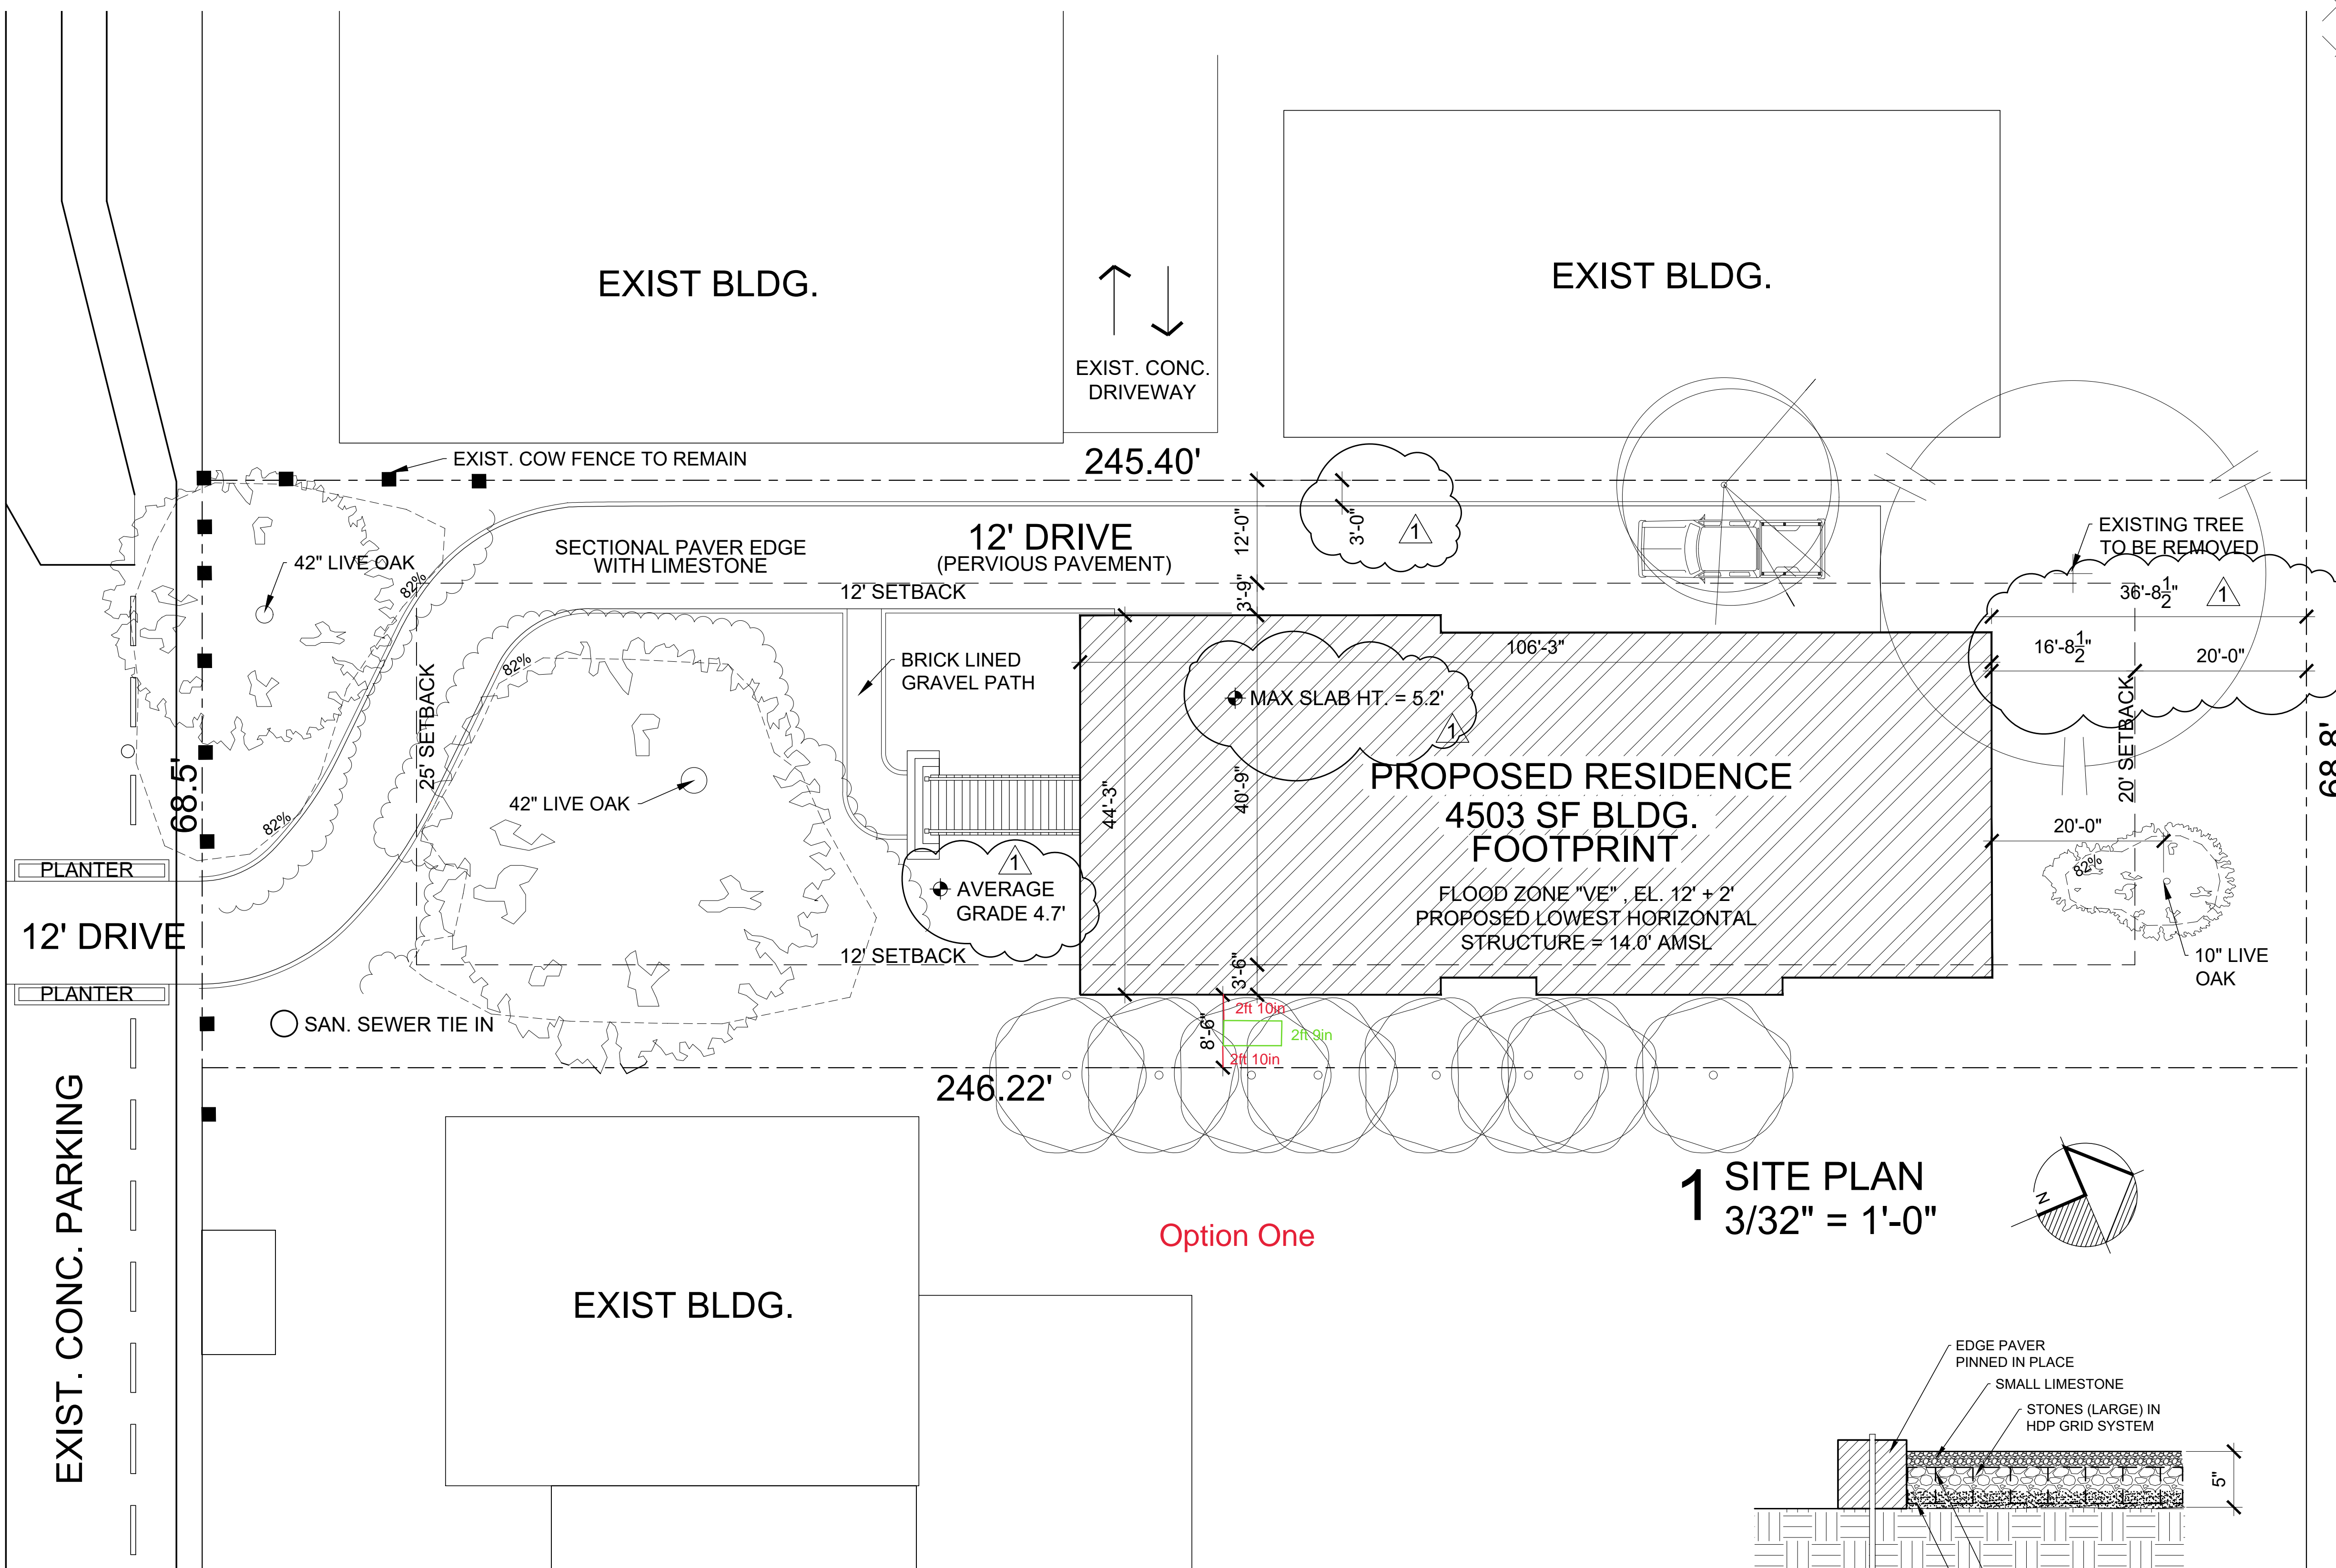 EXIST BLDG.
EXIST BLDG.
EXIST. CONC.
DRIVEWAY
EXIST. COW FENCE TO REMAIN
245.40'
42" LIVE OAK
82%
SECTIONAL PAVER EDGE
WITH LIMESTONE
12' DRIVE
(PERVIOUS PAVEMENT)
12'-0"
3'-0"
1
EXISTING TREE
TO BE REMOVED
12' SETBACK
3'-9"
36'-8 1/2"
1
82%
25' SETBACK
BRICK LINED
GRAVEL PATH
106'-3"
16'-8 1/2"
20'-0"
MAX SLAB HT. = 5.2'
1
20' SETBACK
68.5'
68.8'
42" LIVE OAK
82%
44'-3"
40'-9"
PROPOSED RESIDENCE
4503 SF BLDG.
FOOTPRINT
20'-0"
82%
PLANTER
1
AVERAGE
GRADE 4.7'
FLOOD ZONE "VE" , EL. 12' + 2'
PROPOSED LOWEST HORIZONTAL
STRUCTURE = 14.0' AMSL
12' DRIVE
12' SETBACK
3'-6"
10" LIVE
OAK
PLANTER
SAN. SEWER TIE IN
2ft 10in
8'-6"
2ft 9in
2ft 10in
246.22'
EXIST. CONC. PARKING
1 SITE PLAN
3/32" = 1'-0"
N
Option One
EXIST BLDG.
EDGE PAVER
PINNED IN PLACE
SMALL LIMESTONE
STONES (LARGE) IN
HDP GRID SYSTEM
5"